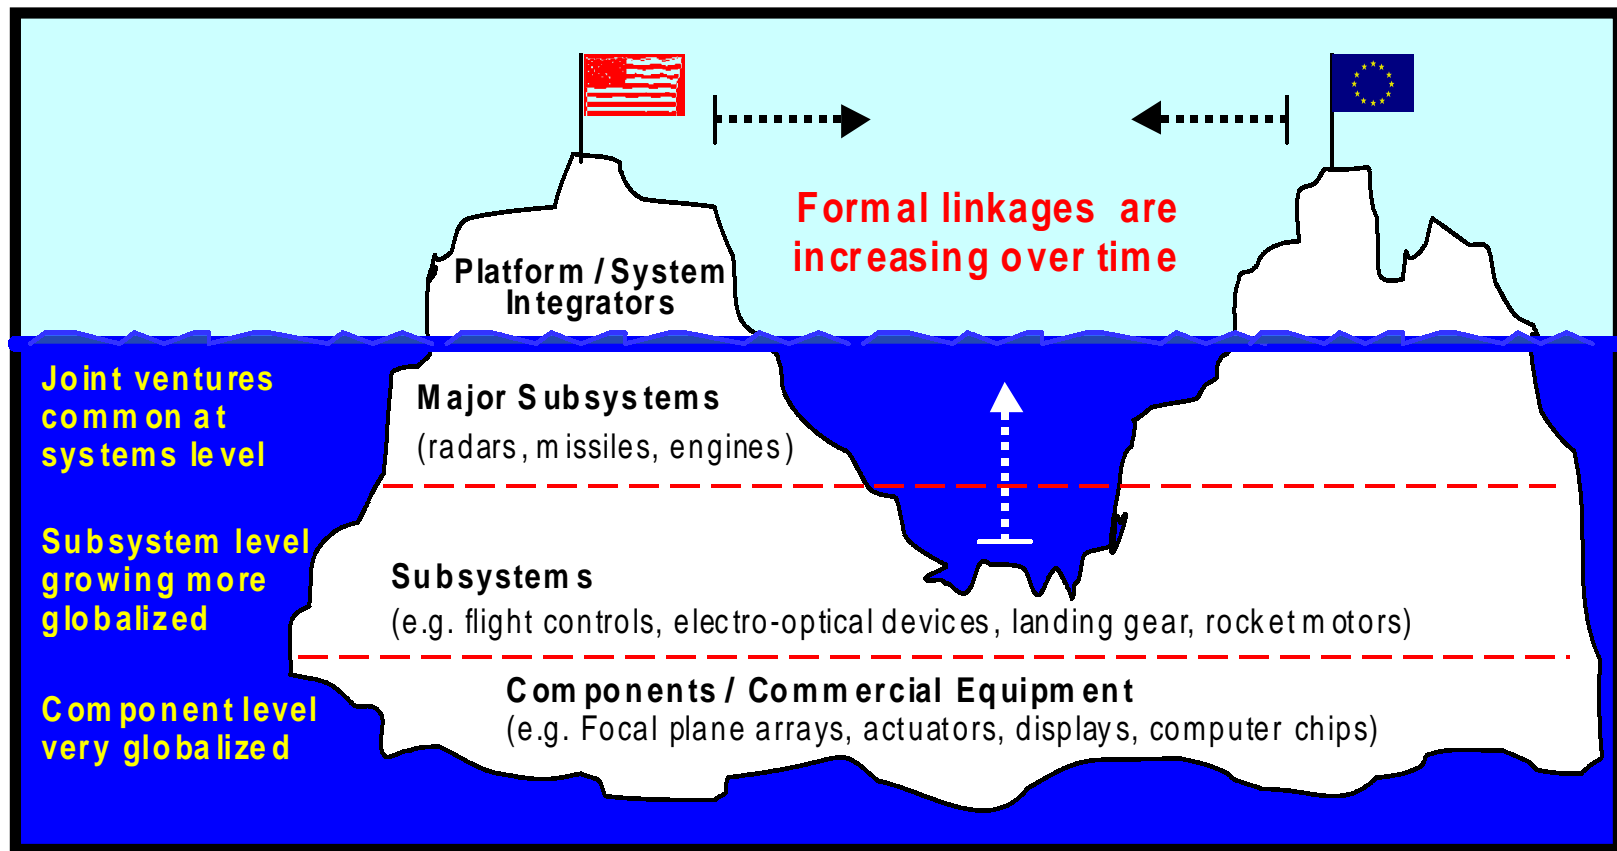 Formal linkages are
increasing over time
Platform / System
Integrators
Joint ventures
common at
systems level
Major Subsystems
(radars, missiles, engines)
Subsystem level
growing more
globalized
Subsystems
(e.g. flight controls, electro-optical devices, landing gear, rocket motors)
Component level
very globalized
Components / Commercial Equipment
(e.g. Focal plane arrays, actuators, displays, computer chips)